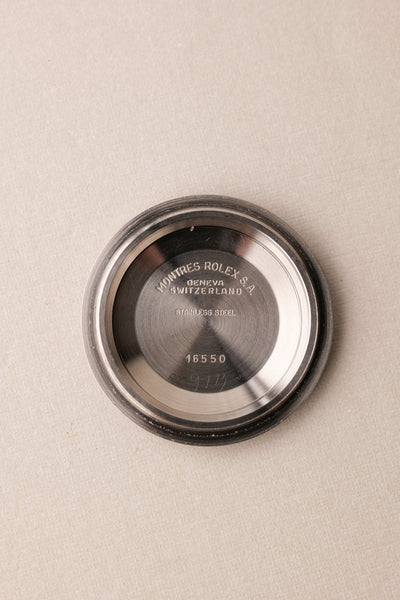 MONTRES ROLEX S.A.
GENEVA
SWITZERLAND
STAINLESS STEEL
16550